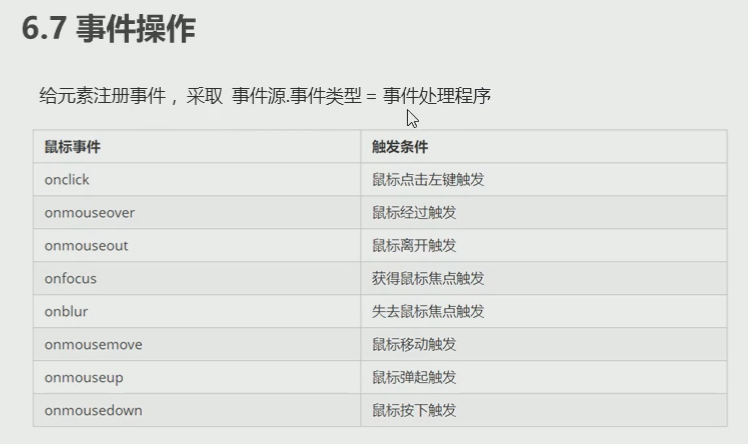 6.7 事件操作
给元素注册事件，采取 事件源.事件类型 = 事件处理程序
鼠标事件 触发条件
onclick 鼠标点击左键触发
onmouseover 鼠标经过触发
onmouseout 鼠标离开触发
onfocus 获得鼠标焦点触发
onblur 失去鼠标焦点触发
onmousemove 鼠标移动触发
onmouseup 鼠标弹起触发
onmousedown 鼠标按下触发